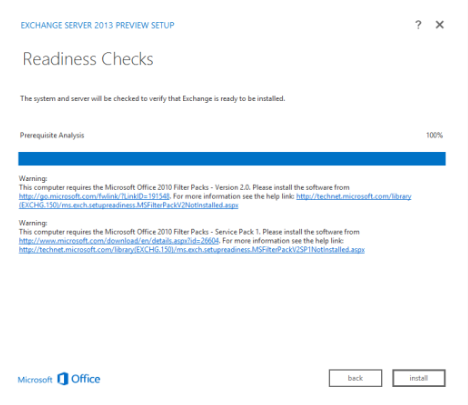 EXCHANGE SERVER 2013 PREVIEW SETUP
? ×
Readiness Checks
The system and server will be checked to verify that Exchange is ready to be installed.
Prerequisite Analysis 100%
Warning:
This computer requires the Microsoft Office 2010 Filter Packs - Version 2.0. Please install the software from
http://go.microsoft.com/fwlink/?LinkID=191548. For more information see the help link: http://technet.microsoft.com/library
(EXCHG.150)/ms.exch.setupreadiness.MSFilterPackV2NotInstalled.aspx
Warning:
This computer requires the Microsoft Office 2010 Filter Packs - Service Pack 1. Please install the software from
http://www.microsoft.com/download/en/details.aspx?id=26604. For more information see the help link:
http://technet.microsoft.com/library(EXCHG.150)/ms.exch.setupreadiness.MSFilterPackV2SP1NotInstalled.aspx
Microsoft Office
back install